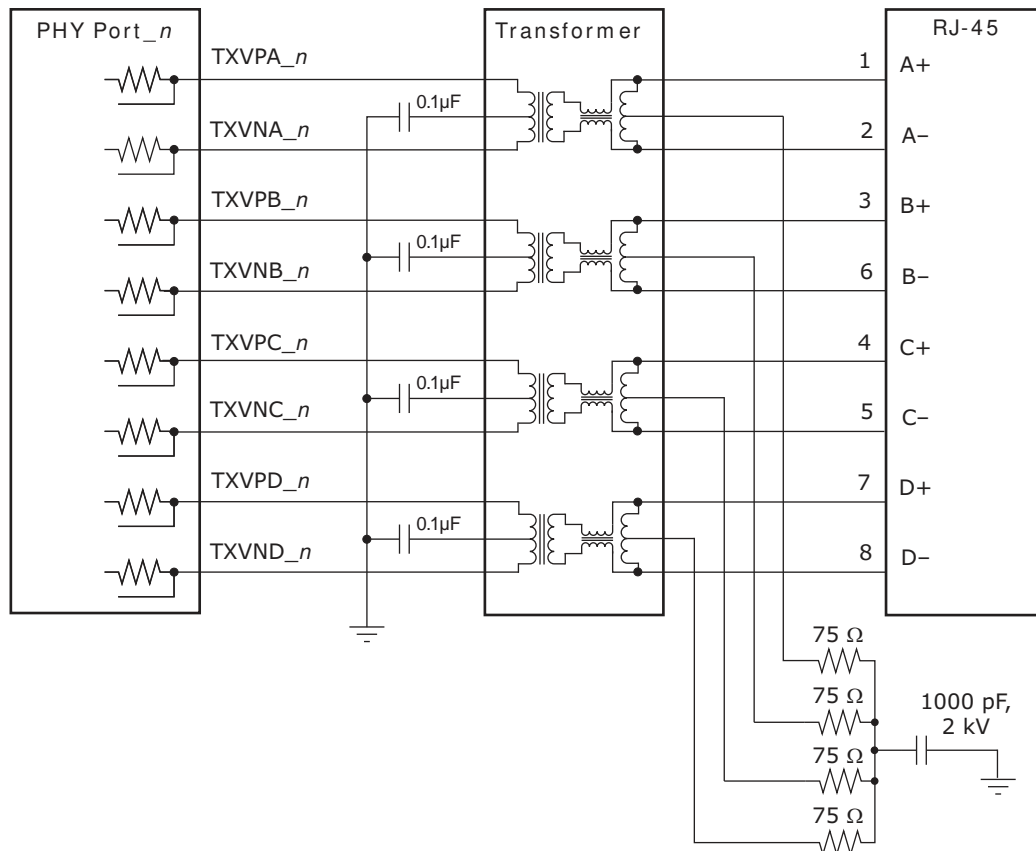 PHY Port_n
Transformer
RJ-45
TXVPA_n
1 A+
0.1µF
TXVNA_n
2 A–
TXVPB_n
3 B+
0.1µF
TXVNB_n
6 B–
TXVPC_n
4 C+
0.1µF
TXVNC_n
5 C–
TXVPD_n
7 D+
0.1µF
TXVND_n
8 D–
75 Ω
75 Ω
1000 pF,
2 kV
75 Ω
75 Ω